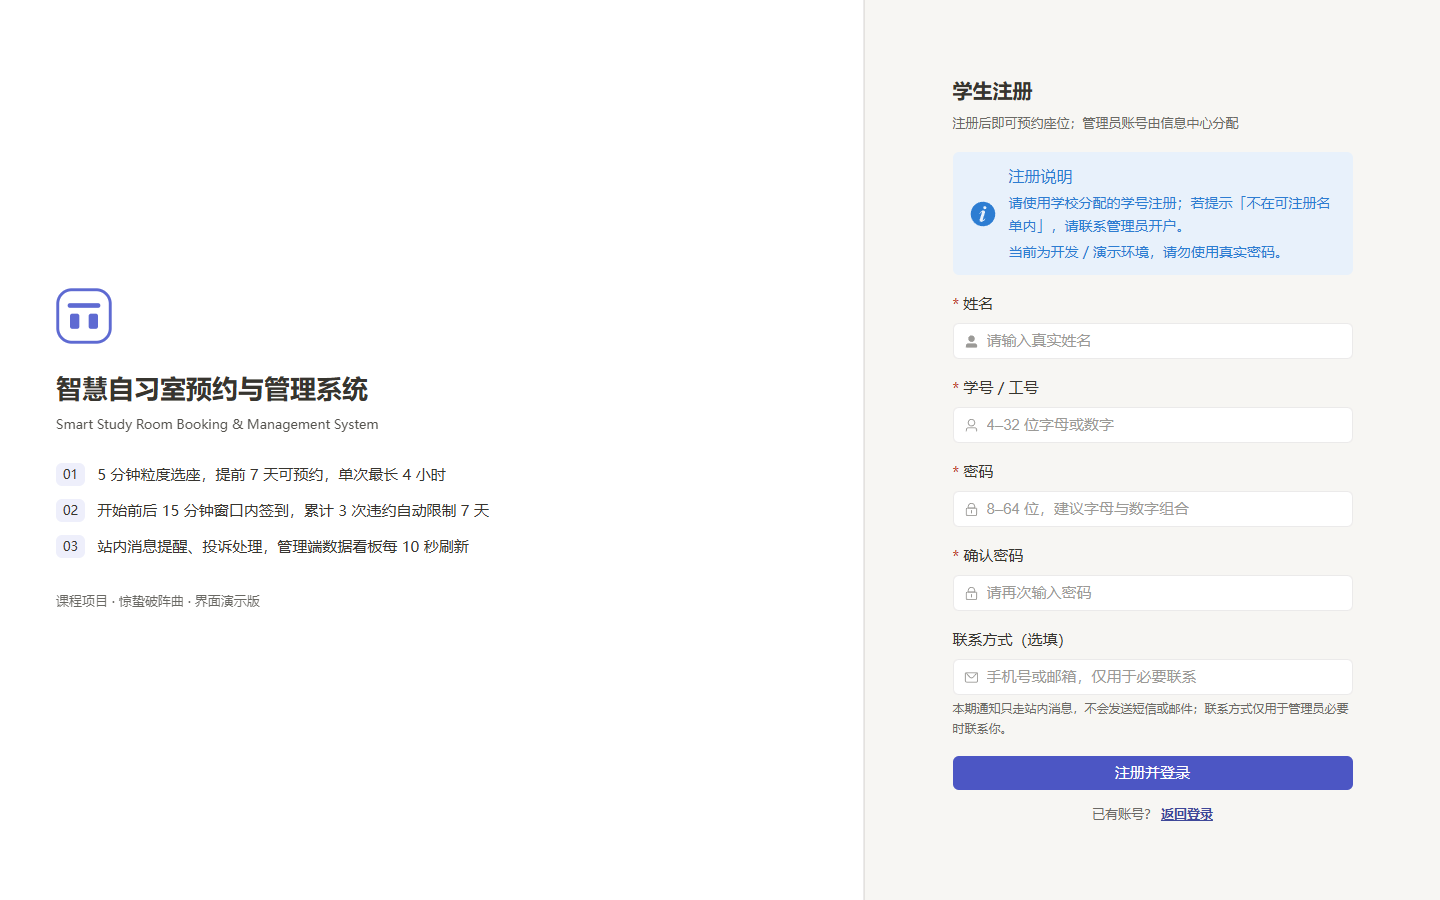 智慧自习室预约与管理系统
Smart Study Room Booking & Management System
01 5 分钟粒度选座，提前 7 天可预约，单次最长 4 小时
02 开始前后 15 分钟窗口内签到，累计 3 次违约自动限制 7 天
03 站内消息提醒、投诉处理，管理端数据看板每 10 秒刷新
课程项目 · 惊蛰破阵曲 · 界面演示版
学生注册
注册后即可预约座位；管理员账号由信息中心分配
注册说明
请使用学校分配的学号注册；若提示「不在可注册名
单内」，请联系管理员开户。
当前为开发 / 演示环境，请勿使用真实密码。
* 姓名
请输入真实姓名
* 学号 / 工号
4–32 位字母或数字
* 密码
8–64 位，建议字母与数字组合
* 确认密码
请再次输入密码
联系方式（选填）
手机号或邮箱，仅用于必要联系
本期通知只走站内消息，不会发送短信或邮件；联系方式仅用于管理员必要
时联系你。
注册并登录
已有账号？ 返回登录